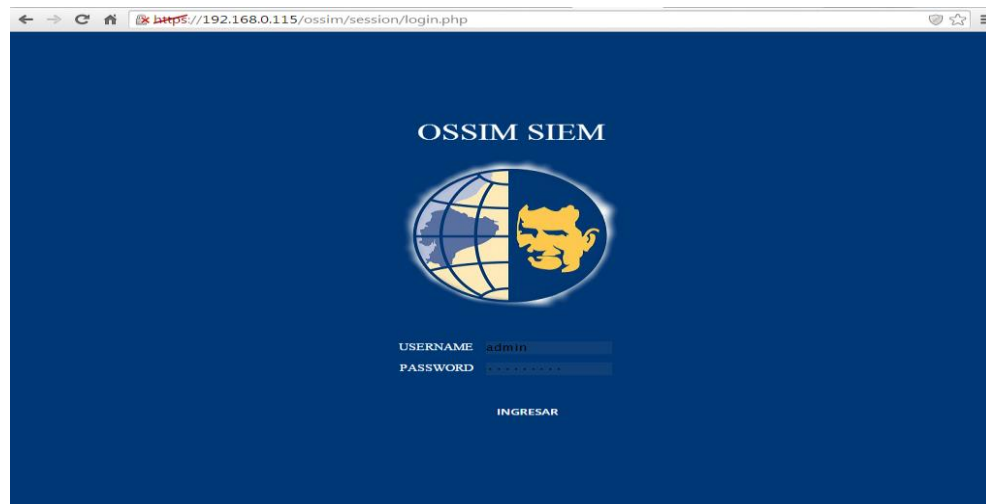 https://192.168.0.115/ossim/session/login.php
OSSIM SIEM
USERNAME admin
PASSWORD ·········
INGRESAR